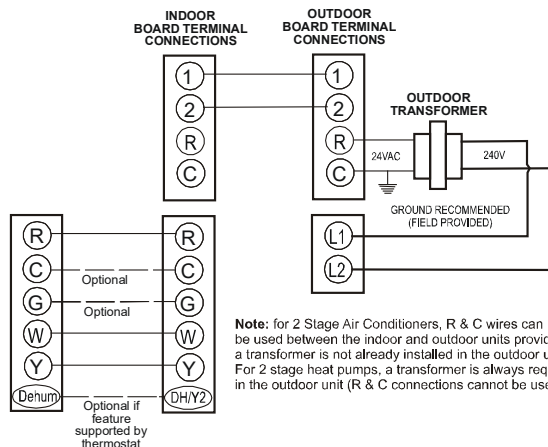 INDOOR
BOARD TERMINAL
CONNECTIONS
OUTDOOR
BOARD TERMINAL
CONNECTIONS
1
2
R
C
1
2
R
C
OUTDOOR
TRANSFORMER
24VAC
240V
GROUND RECOMMENDED
(FIELD PROVIDED)
L1
L2
R
C
G
W
Y
Dehum
Optional
Optional
Optional if
feature
supported by
thermostat
R
C
G
W
Y
DH/Y2
Note: for 2 Stage Air Conditioners, R & C wires can
be used between the indoor and outdoor units
a transformer is not already installed in the outdoor
For 2 stage heat pumps, a transformer is always
in the outdoor unit (R & C connections cannot be